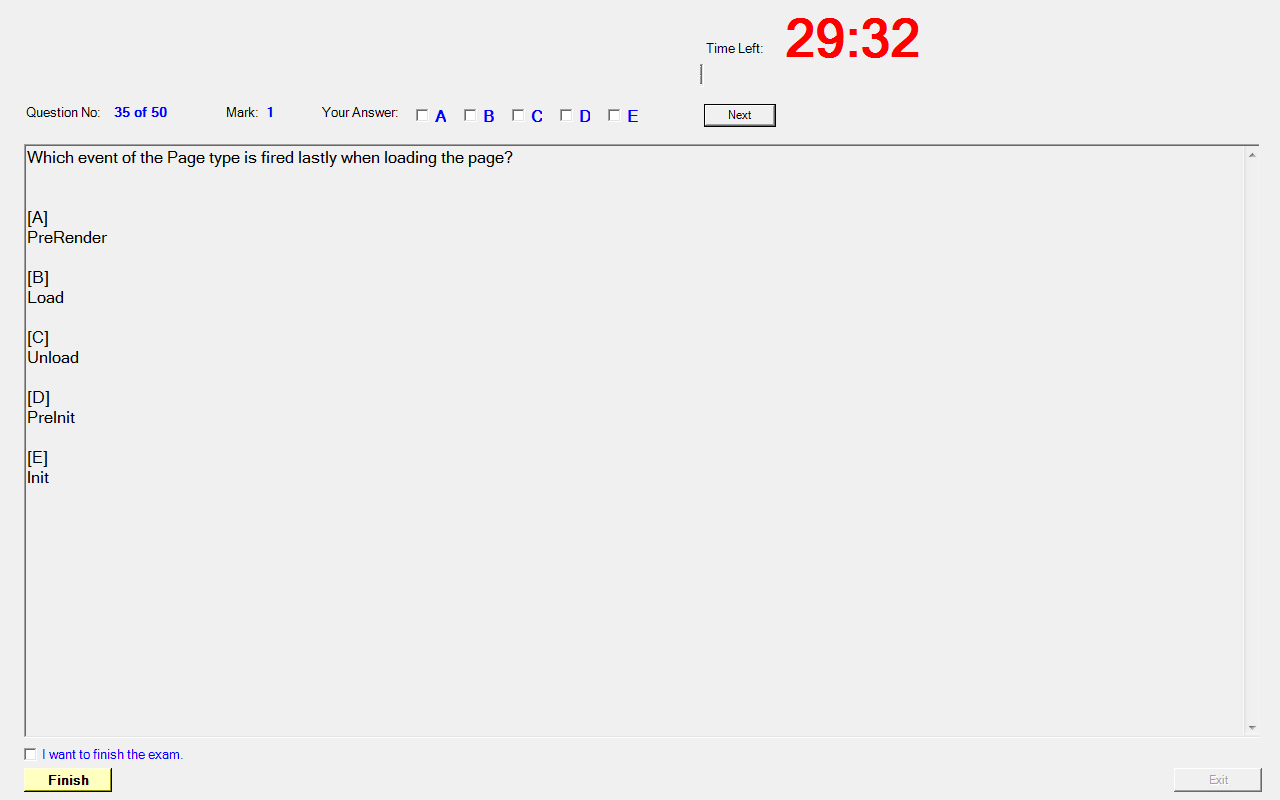 Time Left: 29:32
Question No: 35 of 50 Mark: 1 Your Answer: A B C D E Next
Which event of the Page type is fired lastly when loading the page?
[A]
PreRender
[B]
Load
[C]
Unload
[D]
PreInit
[E]
Init
I want to finish the exam.
Finish Exit